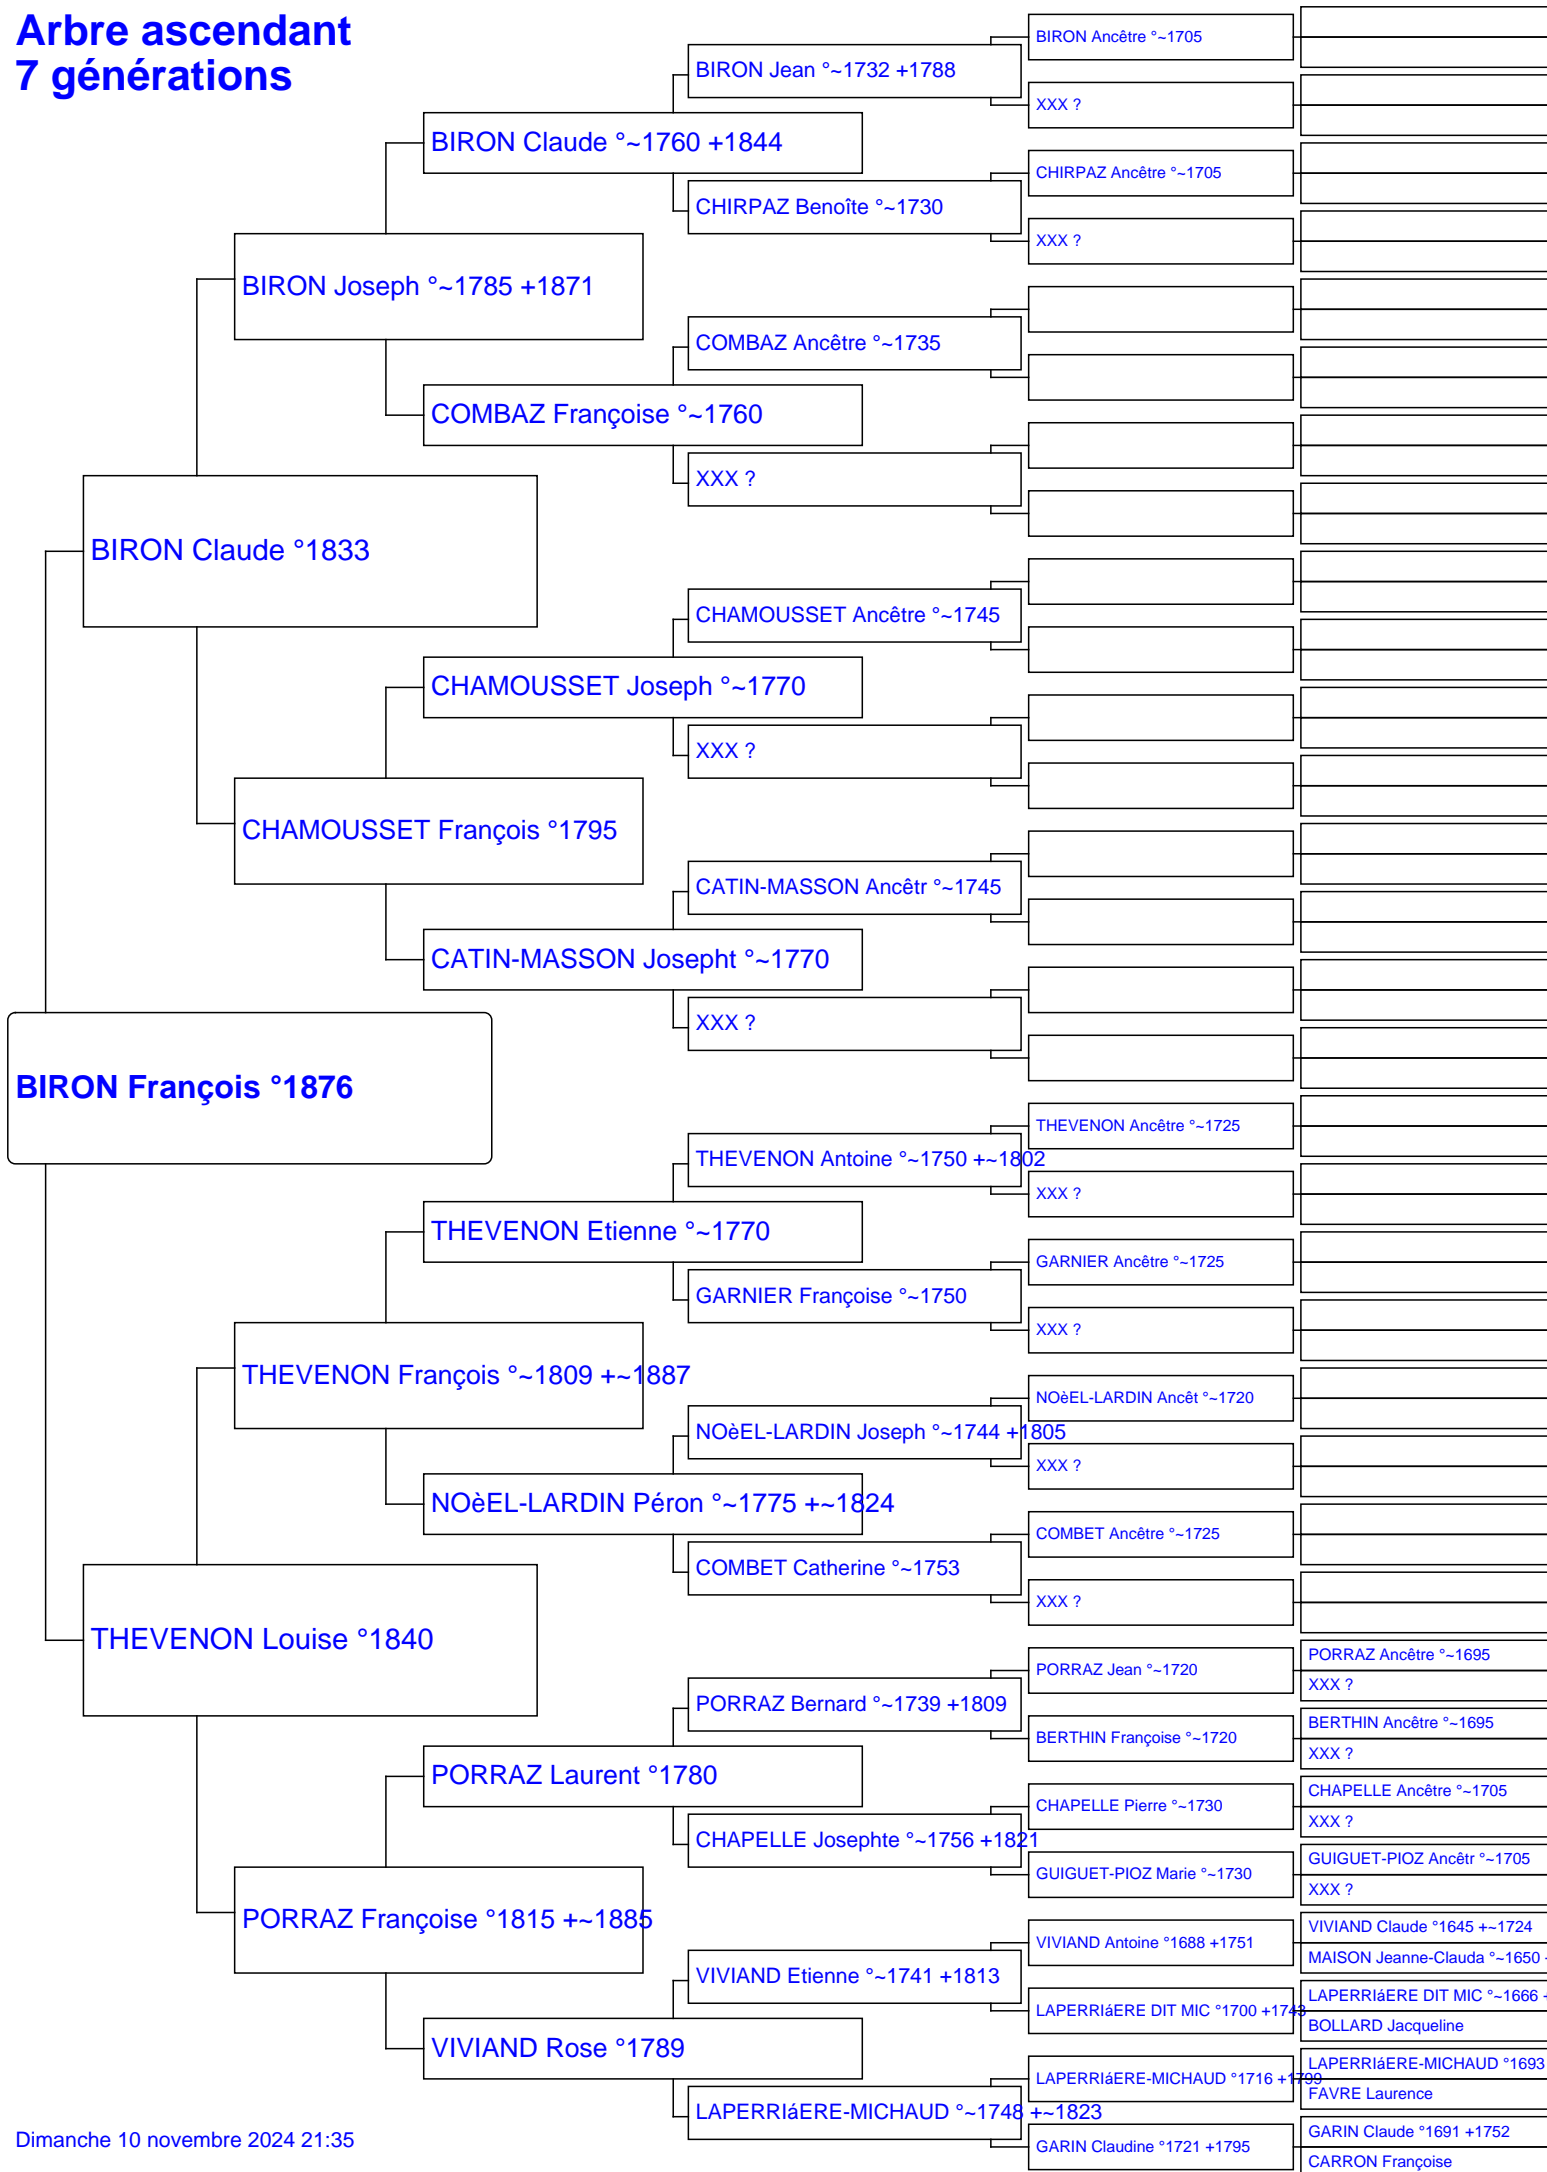 Arbre ascendant
7 générations
BIRON François °1876
BIRON Claude °1833
THEVENON Louise °1840
BIRON Joseph °~1785 +1871
CHAMOUSSET François °1795
THEVENON François °~1809 +~1887
PORRAZ Françoise °1815 +~1885
BIRON Claude °~1760 +1844
COMBAZ Françoise °~1760
CHAMOUSSET Joseph °~1770
CATIN-MASSON Josepht °~1770
THEVENON Etienne °~1770
NOèEL-LARDIN Péron °~1775 +~1824
PORRAZ Laurent °1780
VIVIAND Rose °1789
BIRON Jean °~1732 +1788
CHIRPAZ Benoîte °~1730
COMBAZ Ancêtre °~1735
XXX ?
CHAMOUSSET Ancêtre °~1745
XXX ?
CATIN-MASSON Ancêtr °~1745
XXX ?
THEVENON Antoine °~1750 +~1802
GARNIER Françoise °~1750
NOèEL-LARDIN Joseph °~1744 +1805
COMBET Catherine °~1753
PORRAZ Bernard °~1739 +1809
CHAPELLE Josephte °~1756 +1821
VIVIAND Etienne °~1741 +1813
LAPERRIáERE-MICHAUD °~1748 +~1823
BIRON Ancêtre °~1705
XXX ?
CHIRPAZ Ancêtre °~1705
XXX ?
THEVENON Ancêtre °~1725
XXX ?
GARNIER Ancêtre °~1725
XXX ?
NOèEL-LARDIN Ancêt °~1720
XXX ?
COMBET Ancêtre °~1725
XXX ?
PORRAZ Jean °~1720
BERTHIN Françoise °~1720
CHAPELLE Pierre °~1730
GUIGUET-PIOZ Marie °~1730
VIVIAND Antoine °1688 +1751
LAPERRIáERE DIT MIC °1700 +1743
LAPERRIáERE-MICHAUD °1716 +1799
GARIN Claudine °1721 +1795
PORRAZ Ancêtre °~1695
XXX ?
BERTHIN Ancêtre °~1695
XXX ?
CHAPELLE Ancêtre °~1705
XXX ?
GUIGUET-PIOZ Ancêtr °~1705
XXX ?
VIVIAND Claude °1645 +~1724
MAISON Jeanne-Clauda °~1650 +
LAPERRIáERE DIT MIC °~1666 +
BOLLARD Jacqueline
LAPERRIáERE-MICHAUD °1693
FAVRE Laurence
GARIN Claude °1691 +1752
CARRON Françoise
Dimanche 10 novembre 2024 21:35